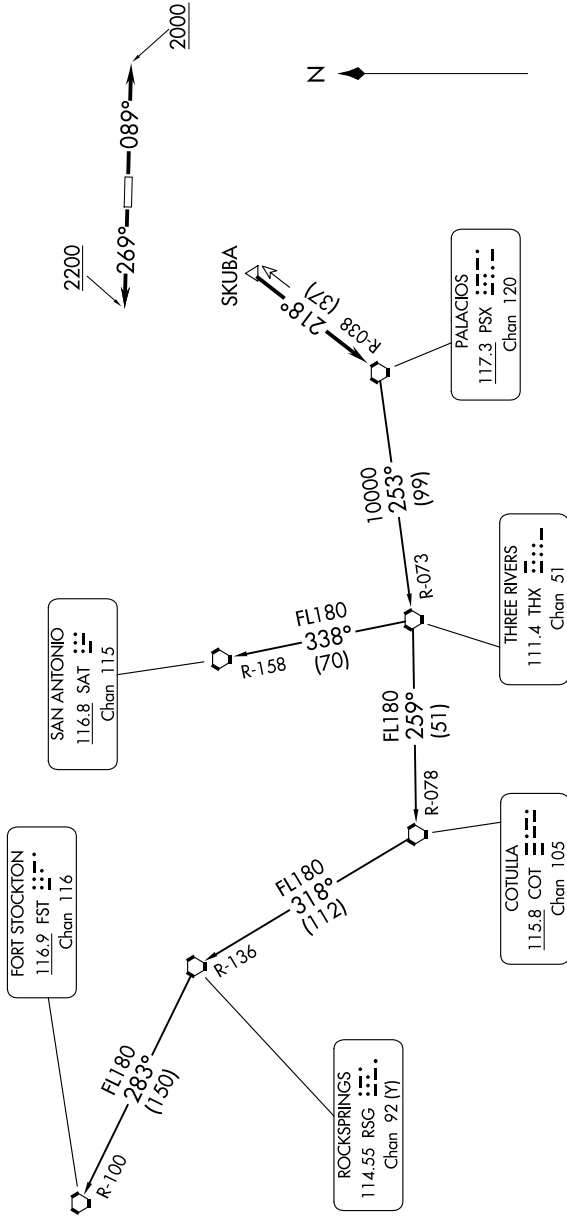 2200
269°
089°
2000
N
SKUBA
218°
(37)
R-038
PALACIOS
117.3 PSX
Chan 120
10000
253°
(99)
R-073
THREE RIVERS
111.4 THX
Chan 51
SAN ANTONIO
116.8 SAT
Chan 115
R-158
FL180
338°
(70)
FL180
259°
(51)
R-078
COTULLA
115.8 COT
Chan 105
FL180
318°
(112)
R-136
ROCKSPRINGS
114.55 RSG
Chan 92 (Y)
FL180
283°
(150)
R-100
FORT STOCKTON
116.9 FST
Chan 116